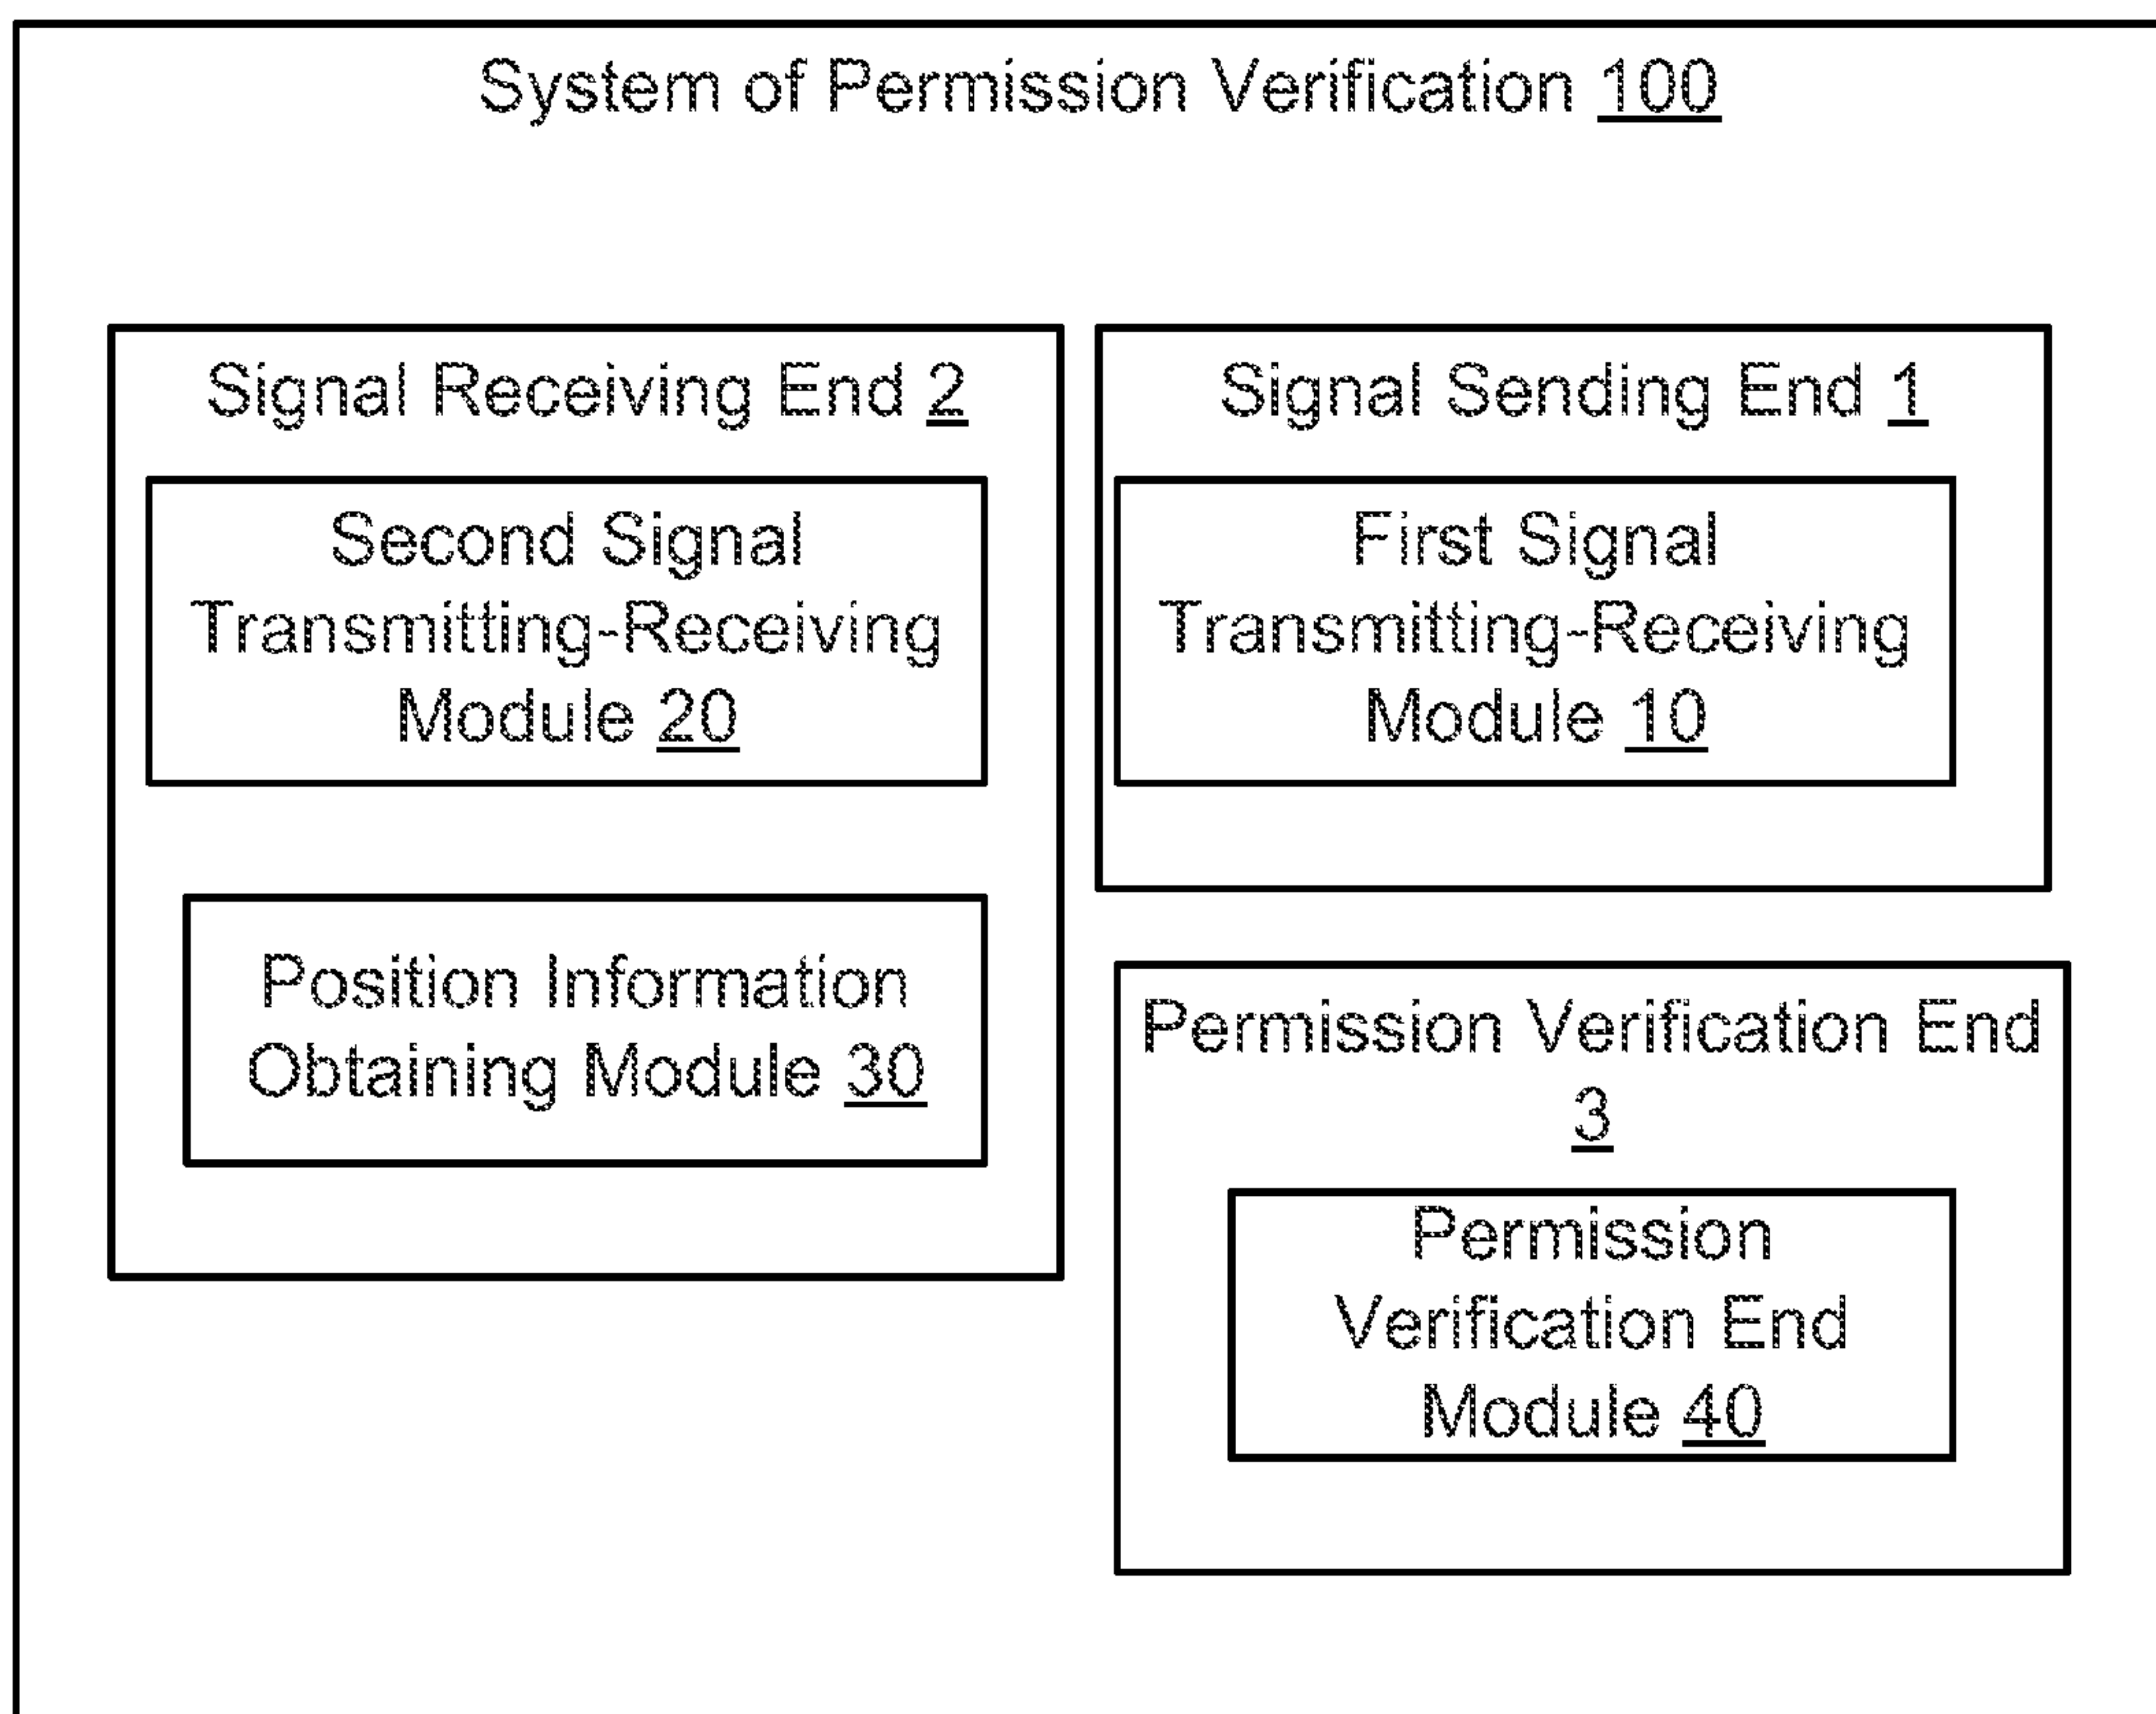 System of Permission Verification 100
Signal Receiving End 2
Second Signal
Transmitting-Receiving
Module 20
Position Information
Obtaining Module 30
Signal Sending End 1
First Signal
Transmitting-Receiving
Module 10
Permission Verification End
3
Permission
Verification End
Module 40